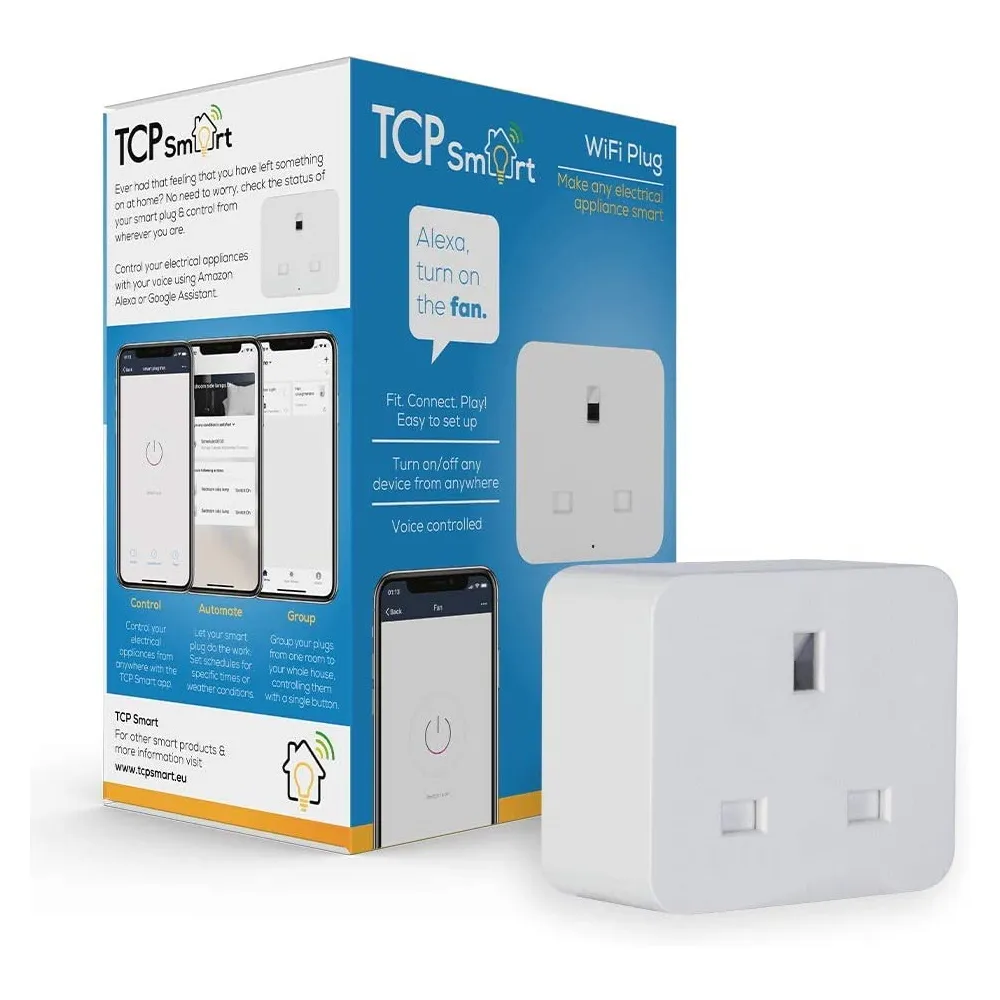 TCP Smart
Ever had that feeling that you have left something
on at home? No need to worry, check the status of
your smart plug & control from
wherever you are.
Control your electrical appliances
with your voice using Amazon
Alexa or Google Assistant.
Control
Control your
electrical
appliances from
anywhere with the
TCP Smart app.
Automate
Let your smart
plug do the work.
Set schedules for
specific times or
weather conditions.
Group
Group your plugs
from one room to
your whole house,
controlling them
with a single button.
TCP Smart
For other smart products &
more information visit
www.tcpsmart.eu
TCP Smart
WiFi Plug
Make any electrical
appliance smart
Alexa,
turn on
the fan.
Fit. Connect. Play!
Easy to set up
Turn on/off any
device from anywhere
Voice controlled
01:13
Back
Fan